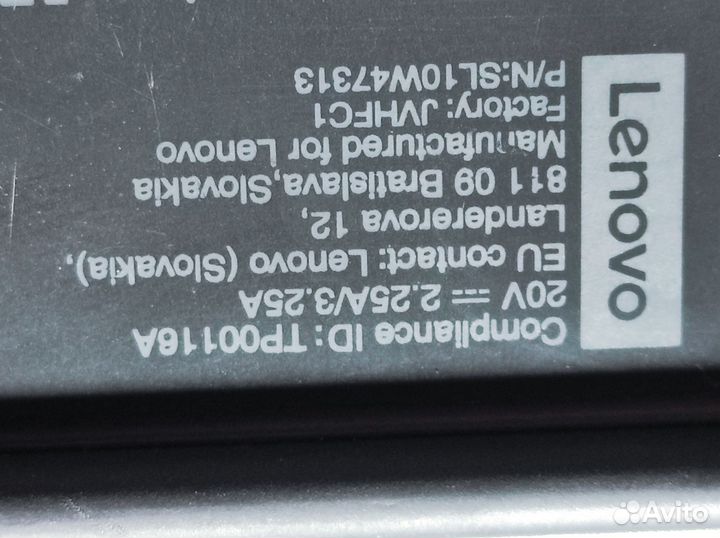 Lenovo
Compliance ID: TP00118A
20V ⎓ 2.25A/3.25A
EU contact: Lenovo (Slovakia),
Landererova 12,
811 09 Bratislava,Slovakia
Manufactured for Lenovo
Factory: JVHFC1
P/N:SL10W47313
Avito